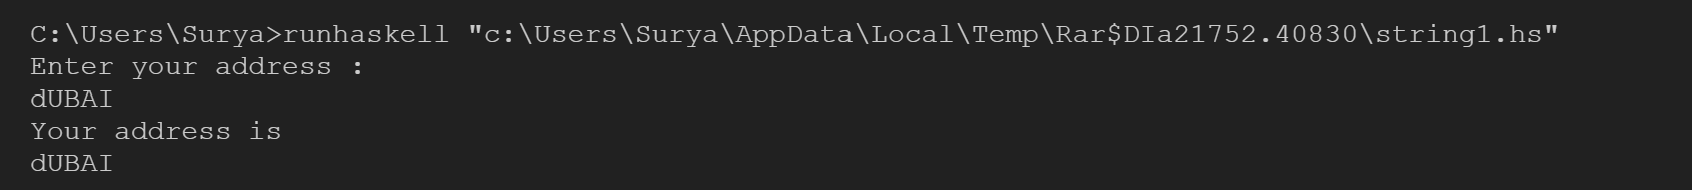 C:\Users\Surya>runhaskell "c:\Users\Surya\AppData\Local\Temp\Rar$DIa21752.40830\string1.hs"
Enter your address :
dUBAI
Your address is
dUBAI